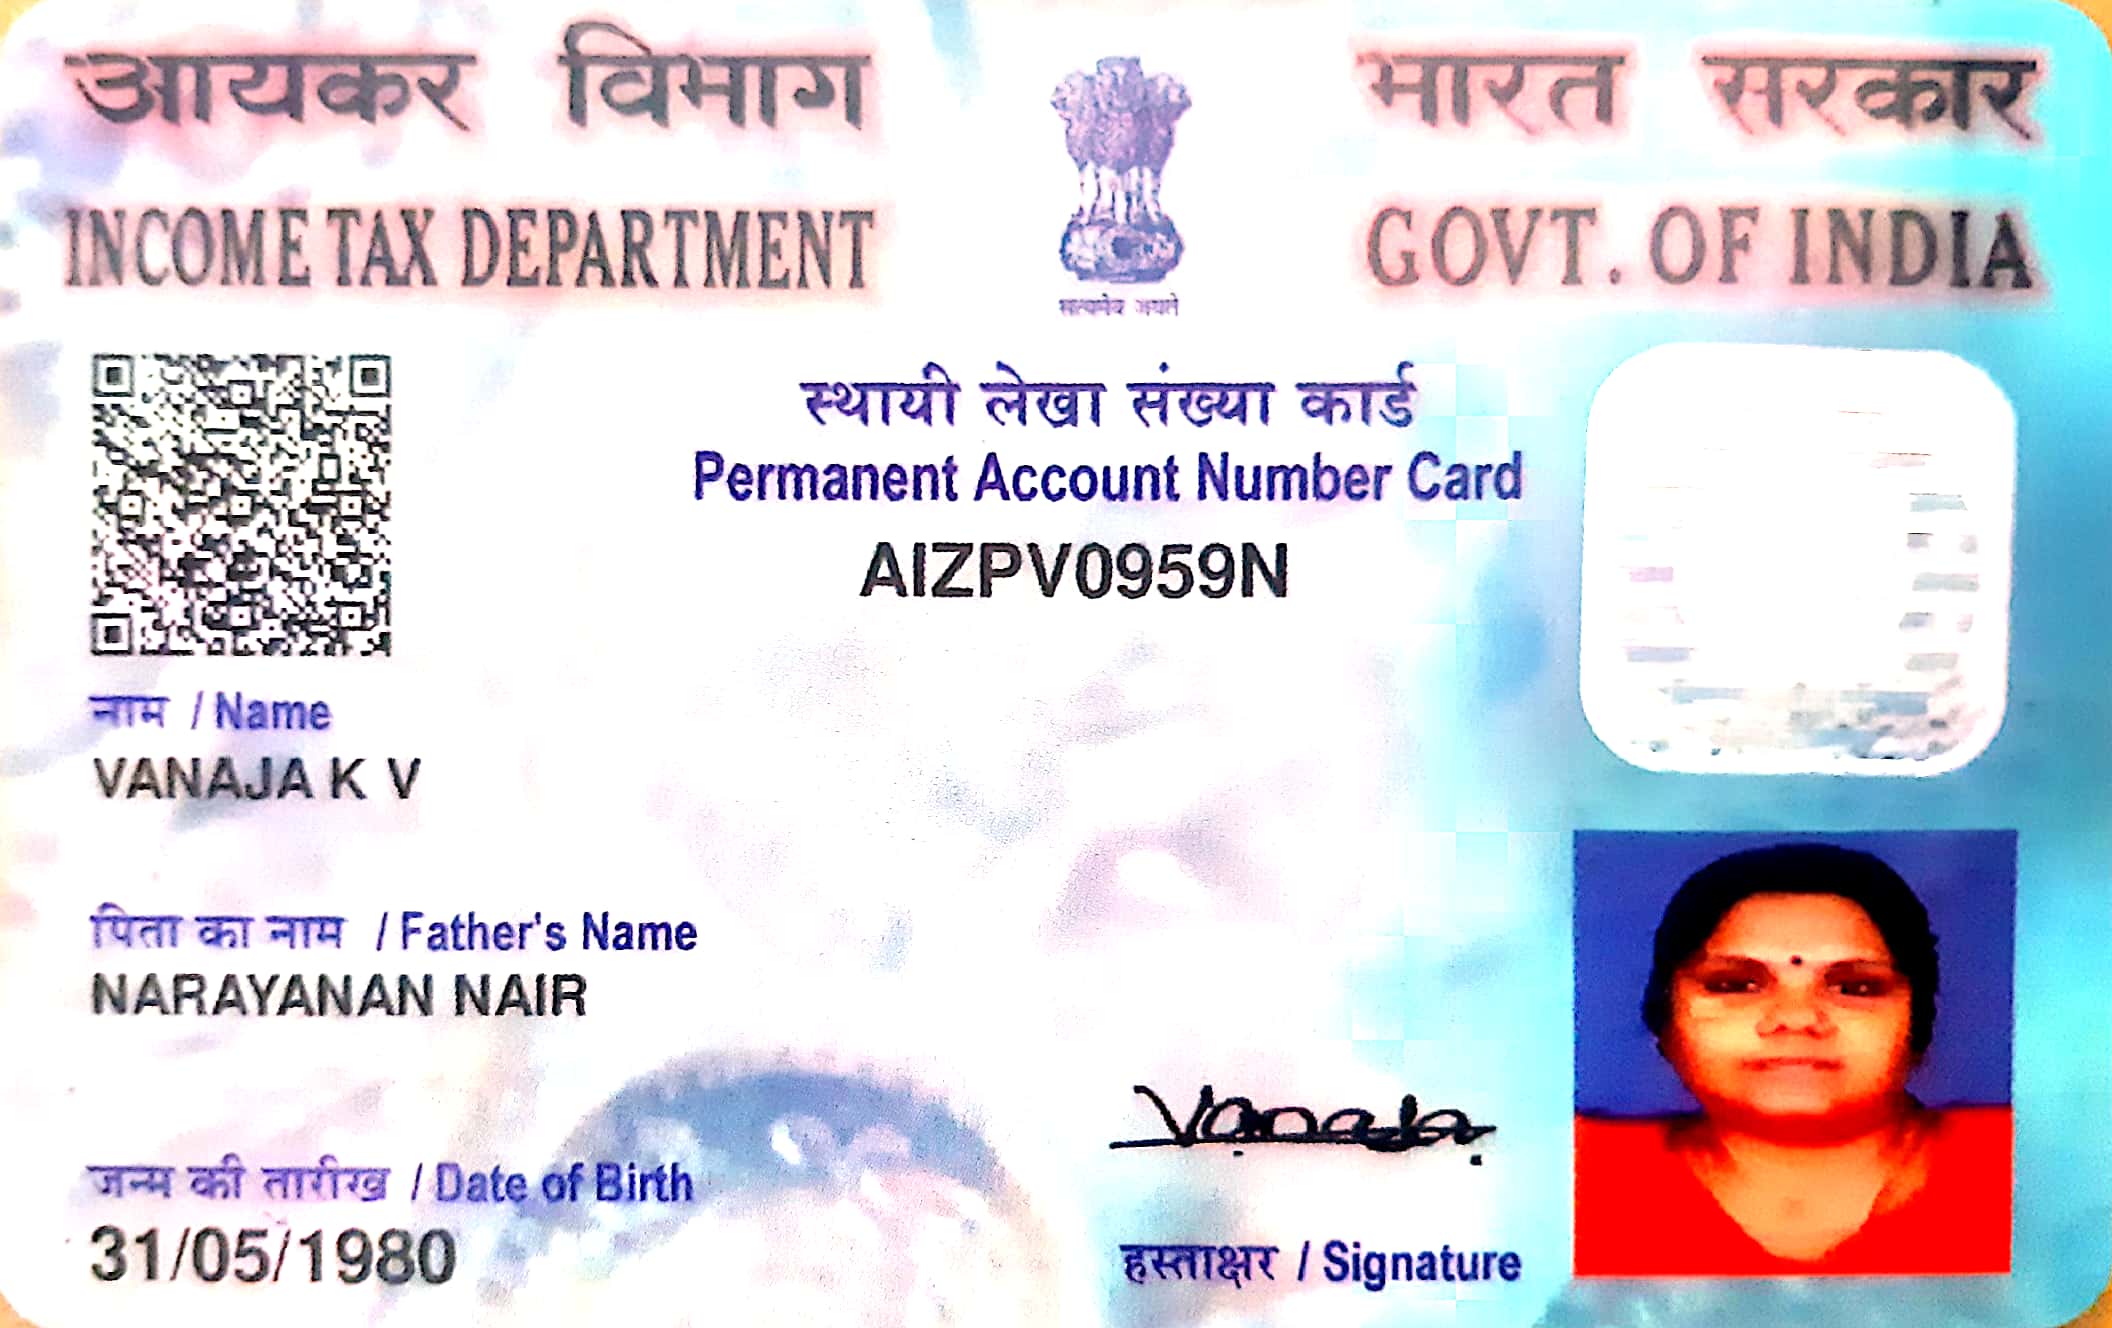 आयकर विभाग
INCOME TAX DEPARTMENT
सत्यमेव जयते
भारत सरकार
GOVT. OF INDIA
स्थायी लेखा संख्या कार्ड
Permanent Account Number Card
AIZPV0959N
नाम / Name
VANAJA K V
पिता का नाम / Father's Name
NARAYANAN NAIR
जन्म की तारीख / Date of Birth
31/05/1980
Vanaja
हस्ताक्षर / Signature